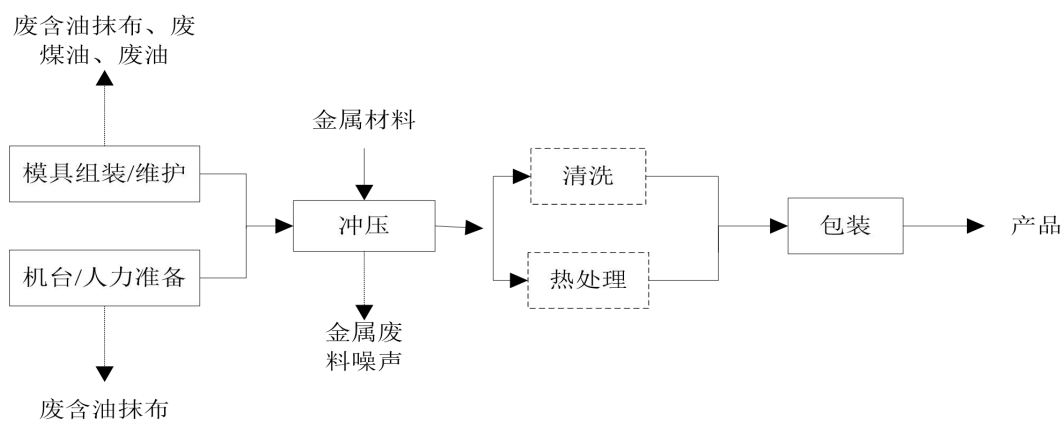 废含油抹布、废
煤油、废油
金属材料
模具组装/维护
清洗
冲压
包装
产品
机台/人力准备
热处理
金属废
料噪声
废含油抹布